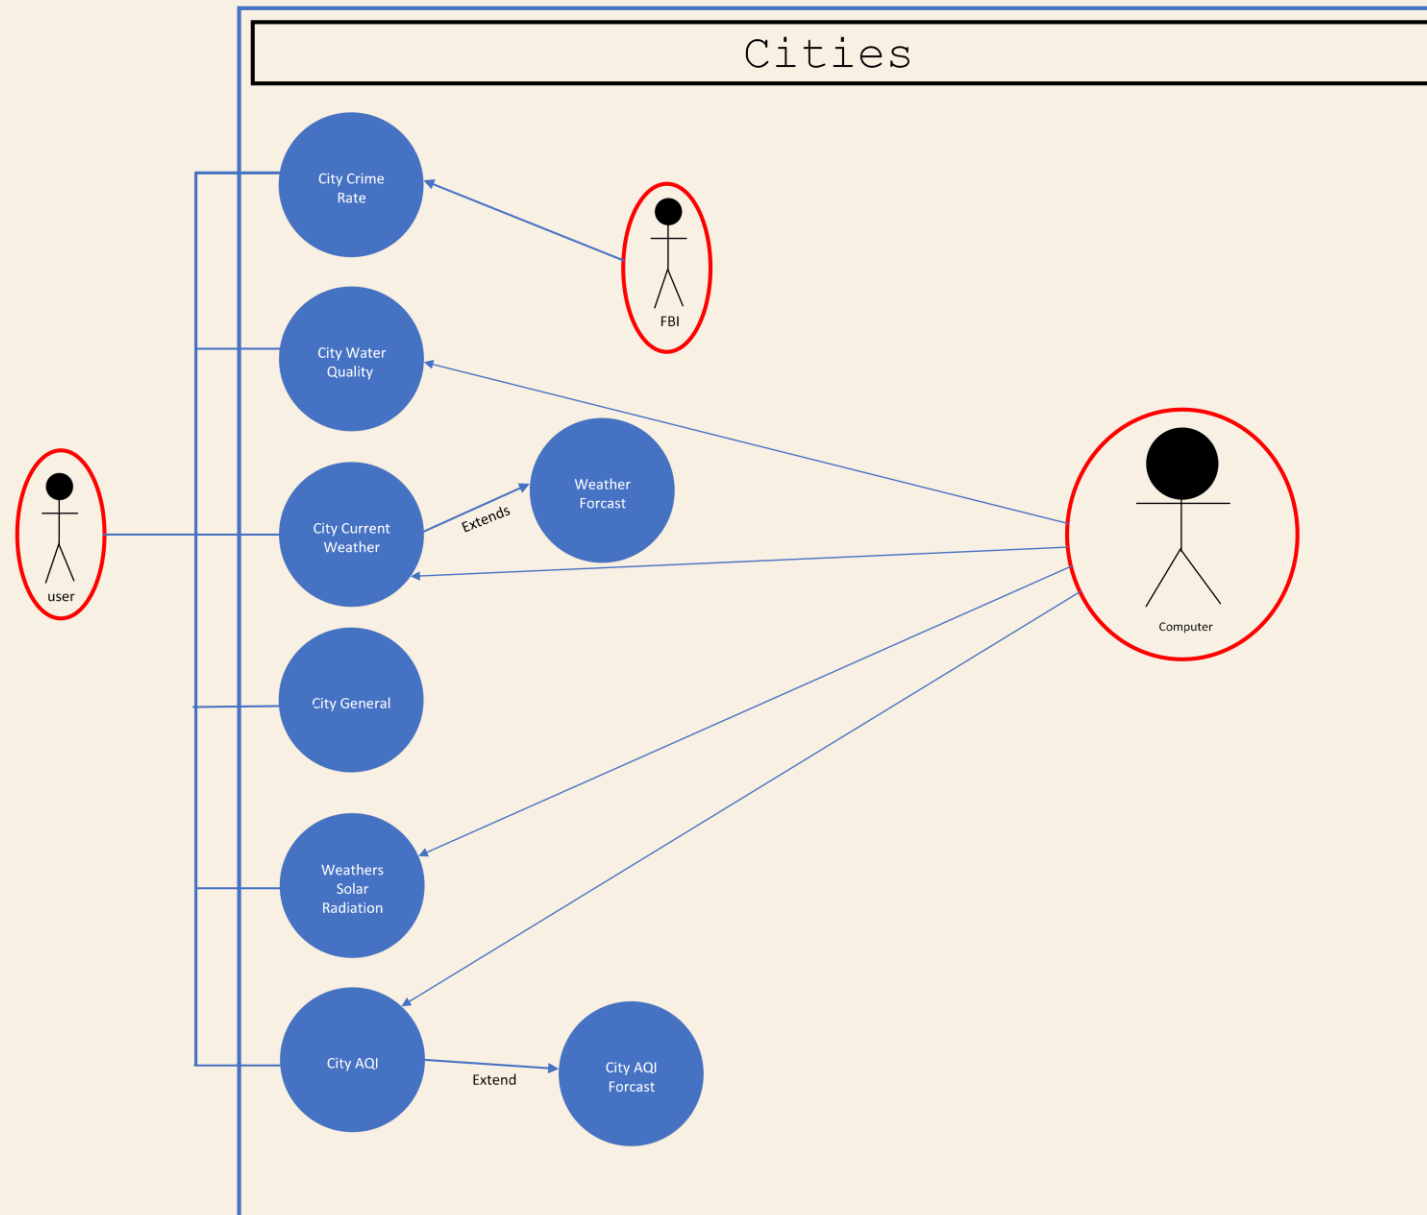 Cities
City Crime
Rate
FBI
City Water
Quality
Weather
Forcast
Extends
City Current
Weather
user
Computer
City General
Weathers
Solar
Radiation
City AQI
Extend
City AQI
Forcast